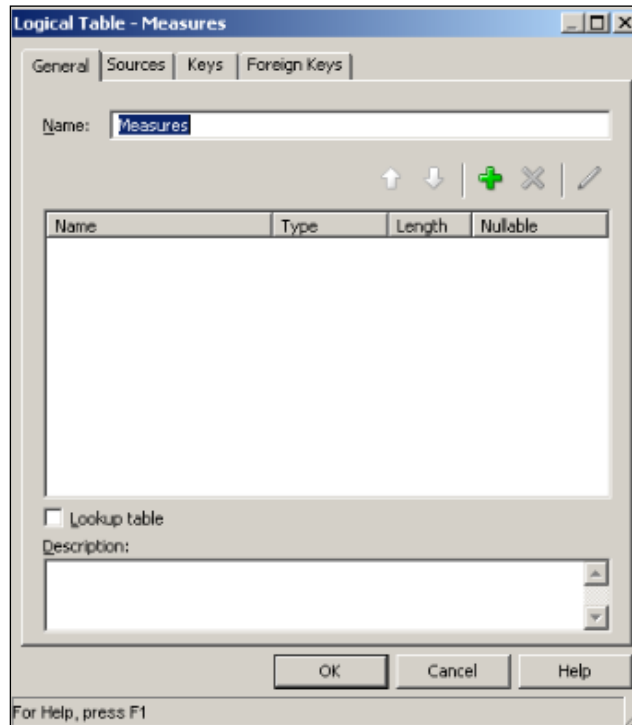 Logical Table - Measures
General Sources Keys Foreign Keys
Name: Measures
Name Type Length Nullable
Lookup table
Description:
OK Cancel Help
For Help, press F1